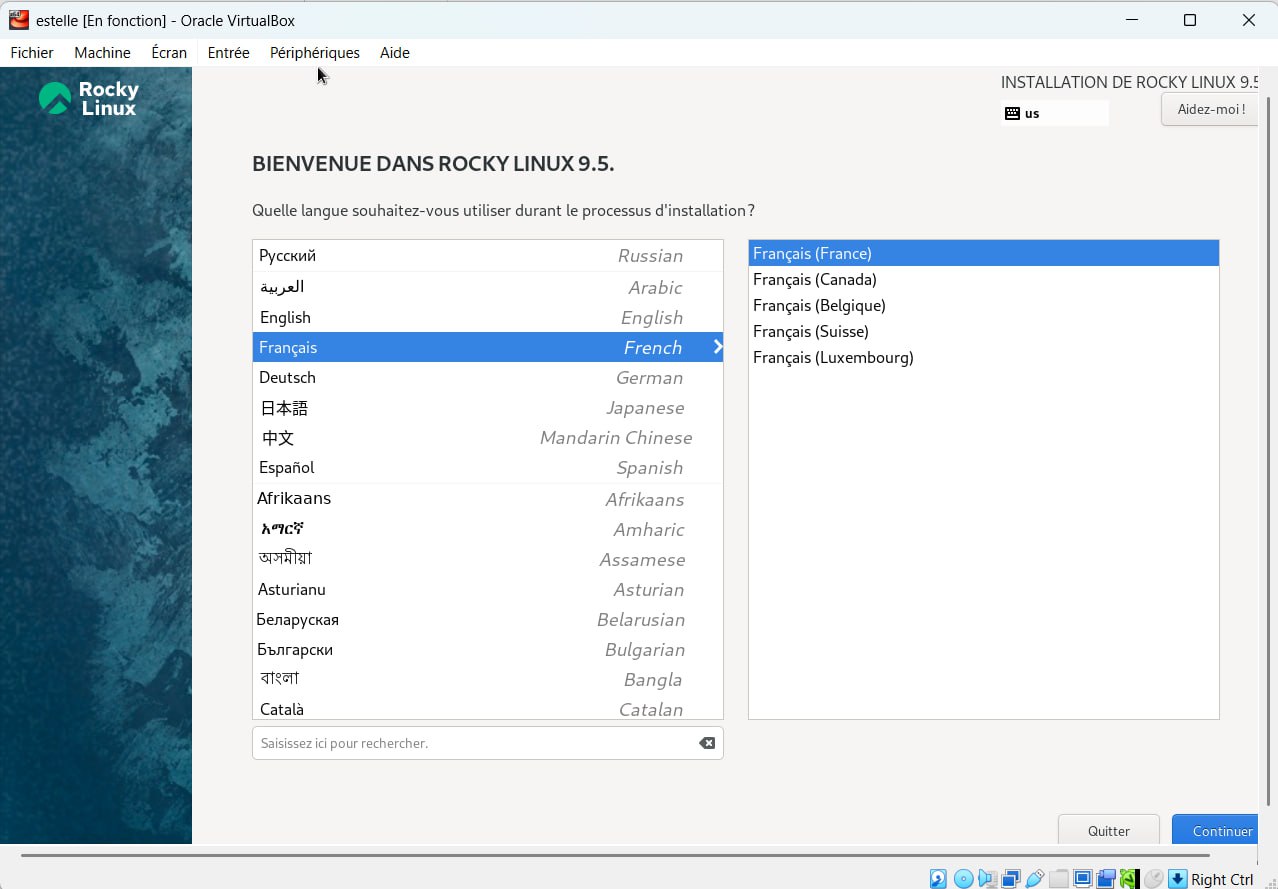 estelle [En fonction] - Oracle VirtualBox
Fichier Machine Écran Entrée Périphériques Aide
Rocky
Linux
INSTALLATION DE ROCKY LINUX 9.5
us
Aidez-moi !
BIENVENUE DANS ROCKY LINUX 9.5.
Quelle langue souhaitez-vous utiliser durant le processus d'installation ?
Русский Russian
العربية Arabic
English English
Français French
Deutsch German
日本語 Japanese
中文 Mandarin Chinese
Español Spanish
Afrikaans Afrikaans
አማርኛ Amharic
অসমীয়া Assamese
Asturianu Asturian
Беларуская Belarusian
Български Bulgarian
বাংলা Bangla
Català Catalan
Français (France)
Français (Canada)
Français (Belgique)
Français (Suisse)
Français (Luxembourg)
Saisissez ici pour rechercher.
Quitter
Continuer
Right Ctrl